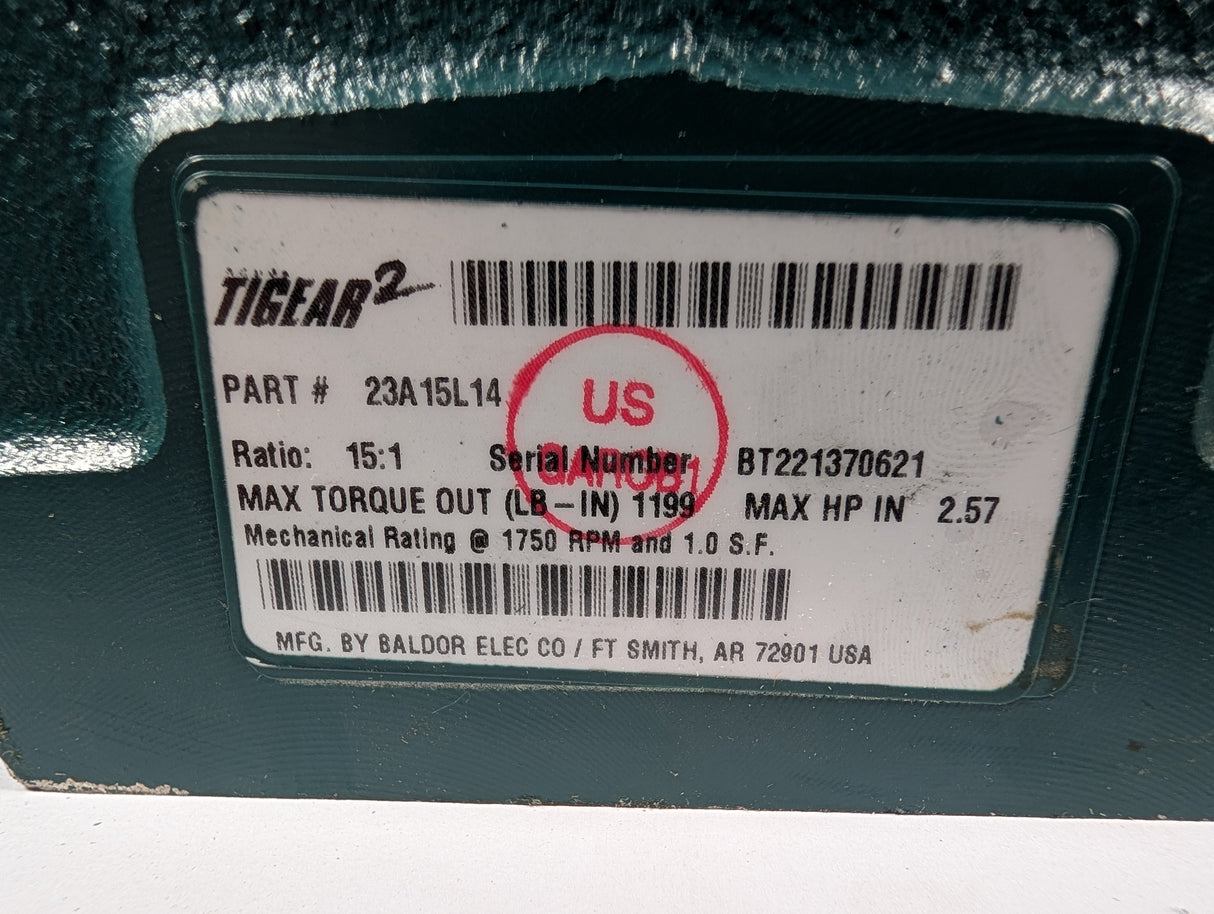 TIGEAR2
PART # 23A15L14
US
Ratio: 15:1 Serial Number BT221370621
MAX TORQUE OUT (LB-IN) 1199 MAX HP IN 2.57
Mechanical Rating @ 1750 RPM and 1.0 S.F.
MFG. BY BALDOR ELEC CO / FT SMITH, AR 72901 USA